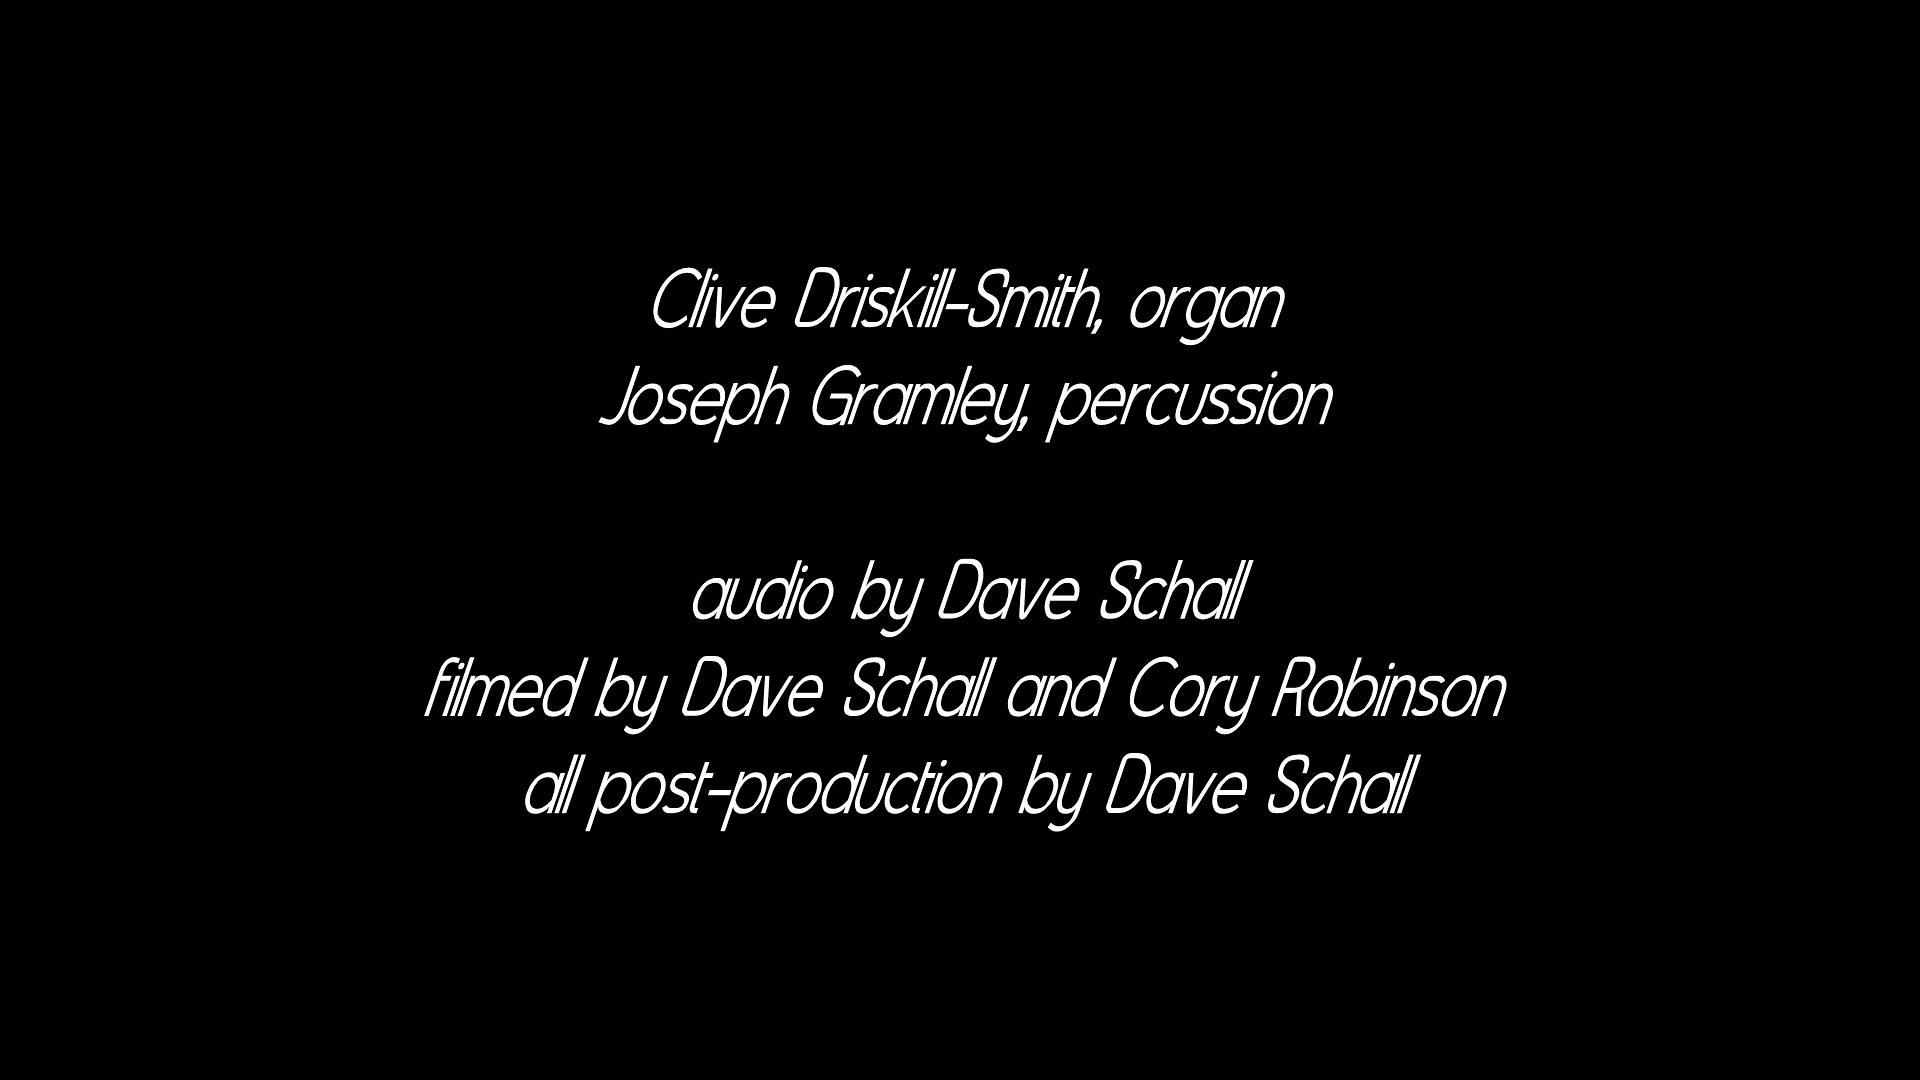 Clive Driskill-Smith, organ
Joseph Gramley, percussion
audio by Dave Schall
filmed by Dave Schall and Cory Robinson
all post-production by Dave Schall